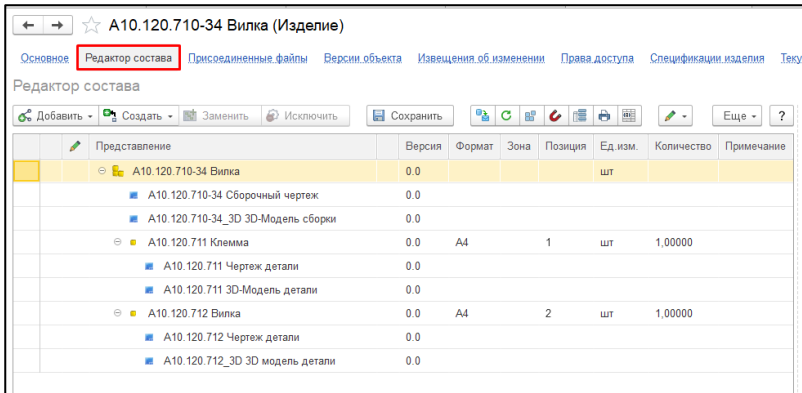 А10.120.710-34 Вилка (Изделие)
Основное Редактор состава Присоединенные файлы Версии объекта Извещения об изменении Права доступа Спецификации изделия Теку
Редактор состава
Добавить Создать Заменить Исключить Сохранить Еще ?
Представление Версия Формат Зона Позиция Ед.изм. Количество Примечание
А10.120.710-34 Вилка 0.0 шт
А10.120.710-34 Сборочный чертеж 0.0
А10.120.710-34_3D 3D-Модель сборки 0.0
А10.120.711 Клемма 0.0 А4 1 шт 1,00000
А10.120.711 Чертеж детали 0.0
А10.120.711 3D-Модель детали 0.0
А10.120.712 Вилка 0.0 А4 2 шт 1,00000
А10.120.712 Чертеж детали 0.0
А10.120.712_3D 3D модель детали 0.0